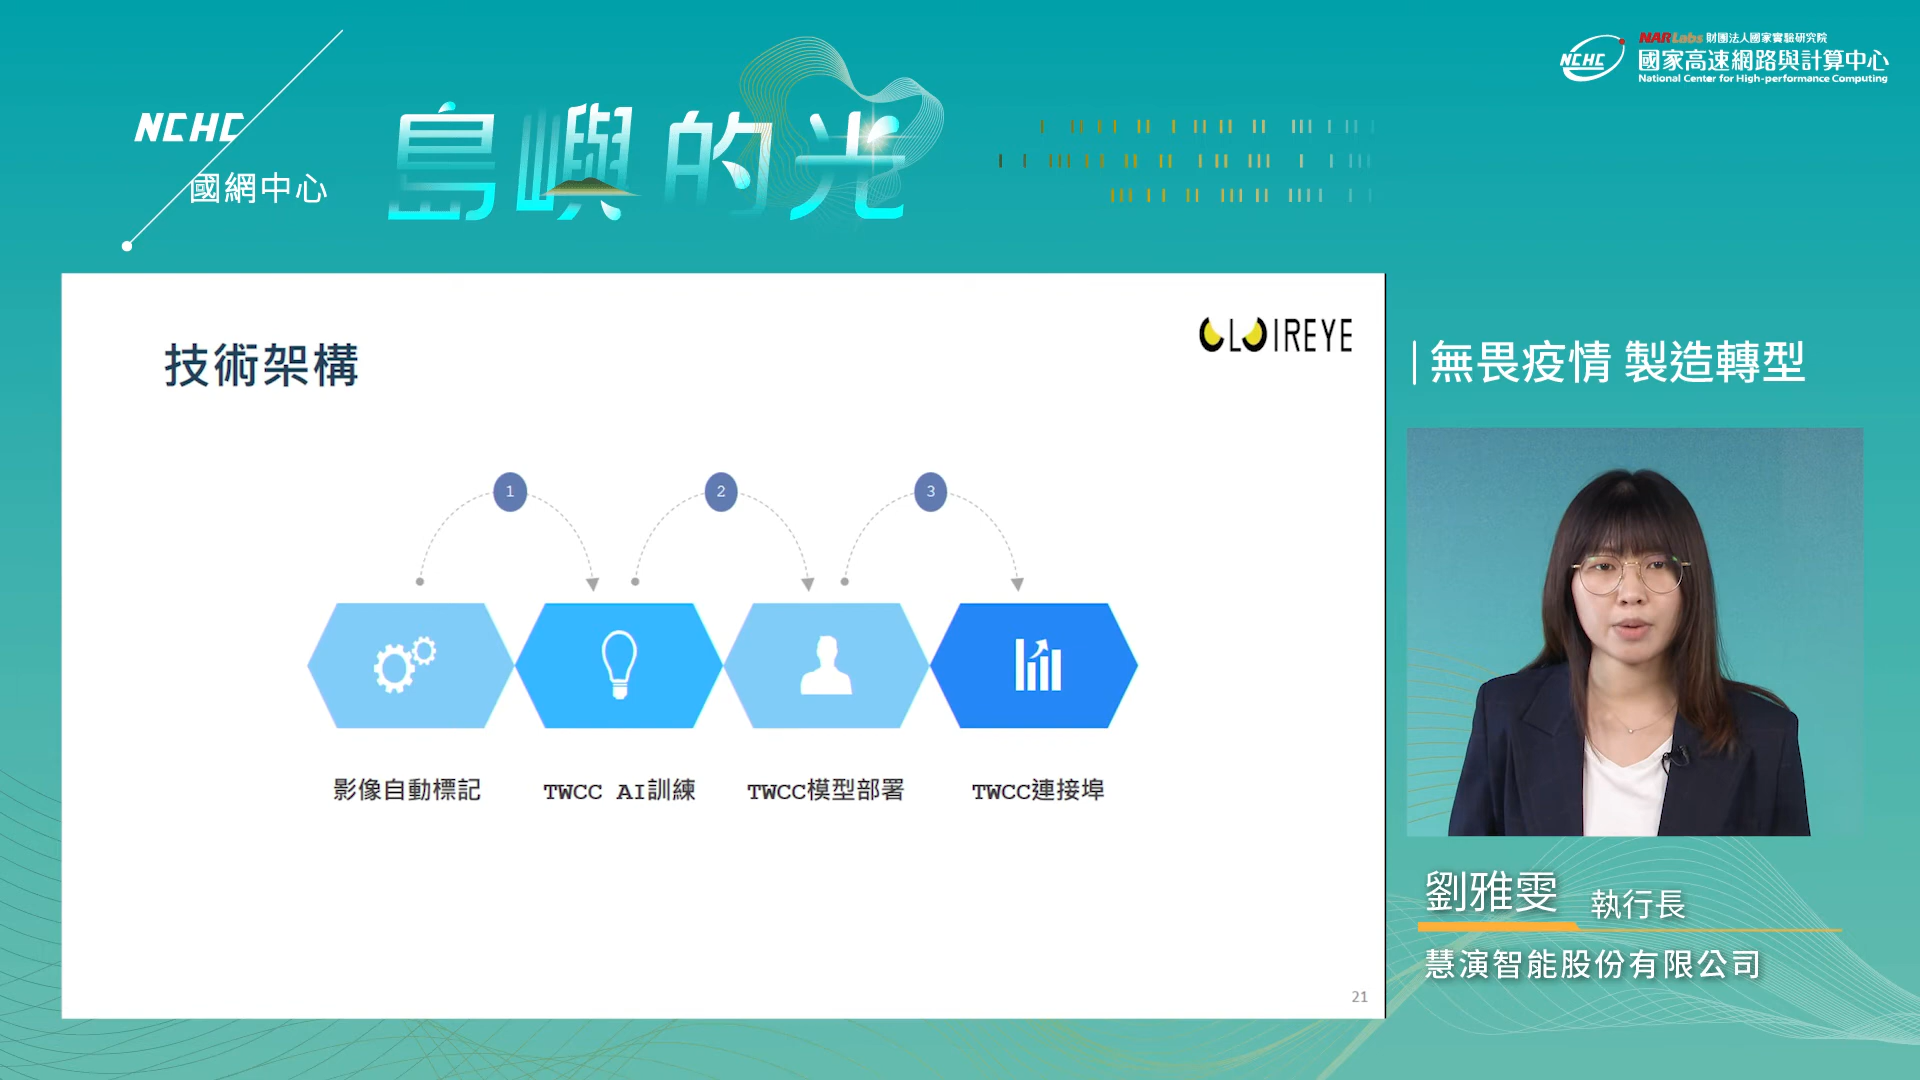 NCHC
國網中心
島嶼的光
NCHC
NARLabs 財團法人國家實驗研究院
國家高速網路與計算中心
National Center for High-performance Computing
技術架構
CLOIREYE
1
2
3
影像自動標記
TWCC AI訓練
TWCC模型部署
TWCC連接埠
21
無畏疫情 製造轉型
劉雅雯 執行長
慧演智能股份有限公司